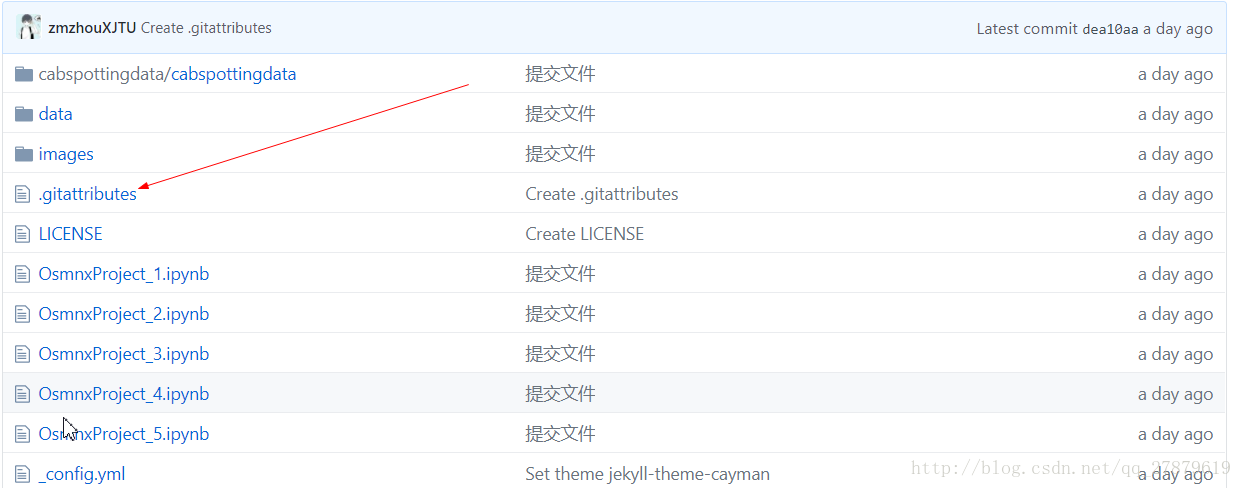 zmzhouXJTU Create .gitattributes Latest commit dea10aa a day ago
cabspottingdata/cabspottingdata 提交文件 a day ago
data 提交文件 a day ago
images 提交文件 a day ago
.gitattributes Create .gitattributes a day ago
LICENSE Create LICENSE a day ago
OsmnxProject_1.ipynb 提交文件 a day ago
OsmnxProject_2.ipynb 提交文件 a day ago
OsmnxProject_3.ipynb 提交文件 a day ago
OsmnxProject_4.ipynb 提交文件 a day ago
OsmnxProject_5.ipynb 提交文件 a day ago
_config.yml Set theme jekyll-theme-cayman a day ago
http://blog.csdn.net/qq_27879619